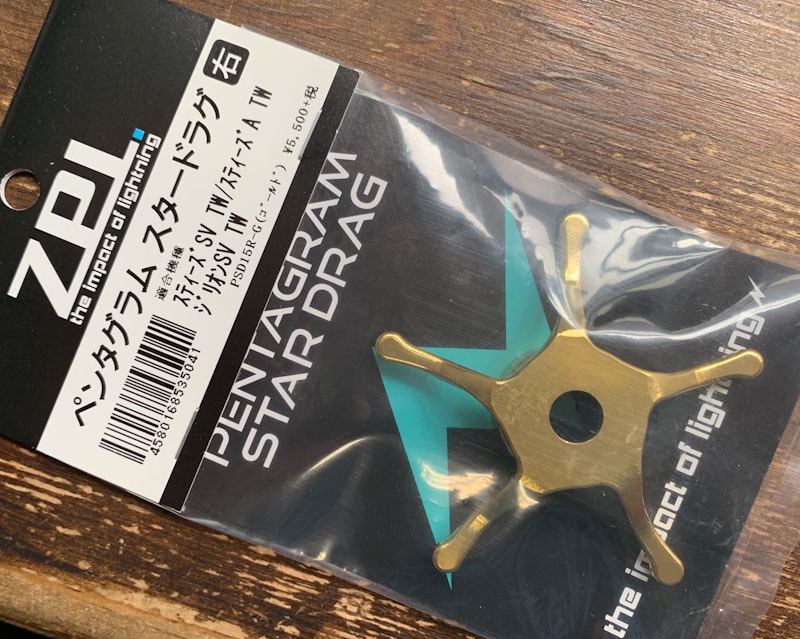 ZPI.
the impact of lightning
ペンタグラム スタードラグ 右
適合機種
スティーズSV TW/スティーズA TW
ジリオンSV TW
PSD15R-G(ゴールド) ¥5,500+税
4580168535041
PENTAGRAM
STAR DRAG
the impact of lightning